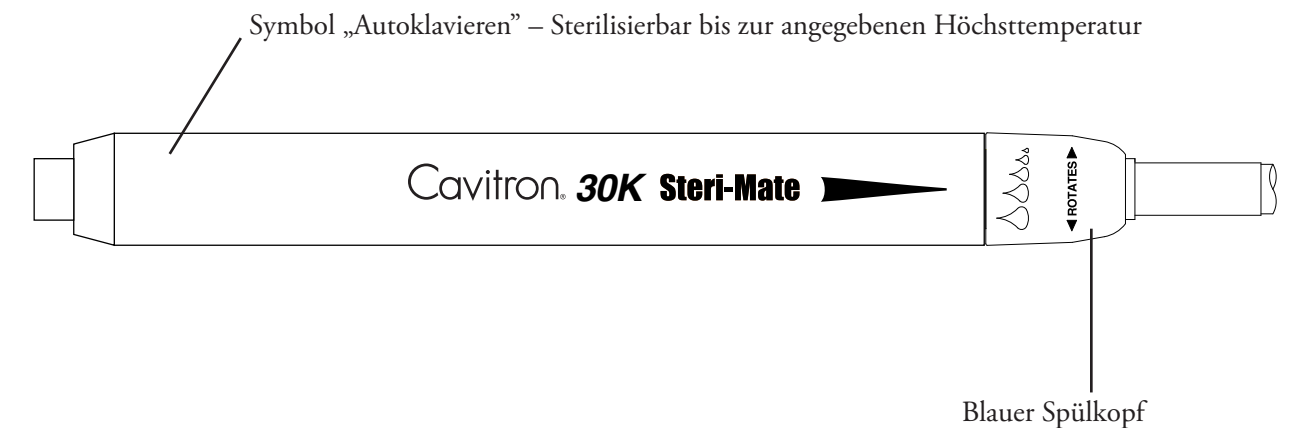 Symbol „Autoklavieren” – Sterilisierbar bis zur angegebenen Höchsttemperatur
Cavitron® 30K Steri-Mate
ROTATES
Blauer Spülkopf